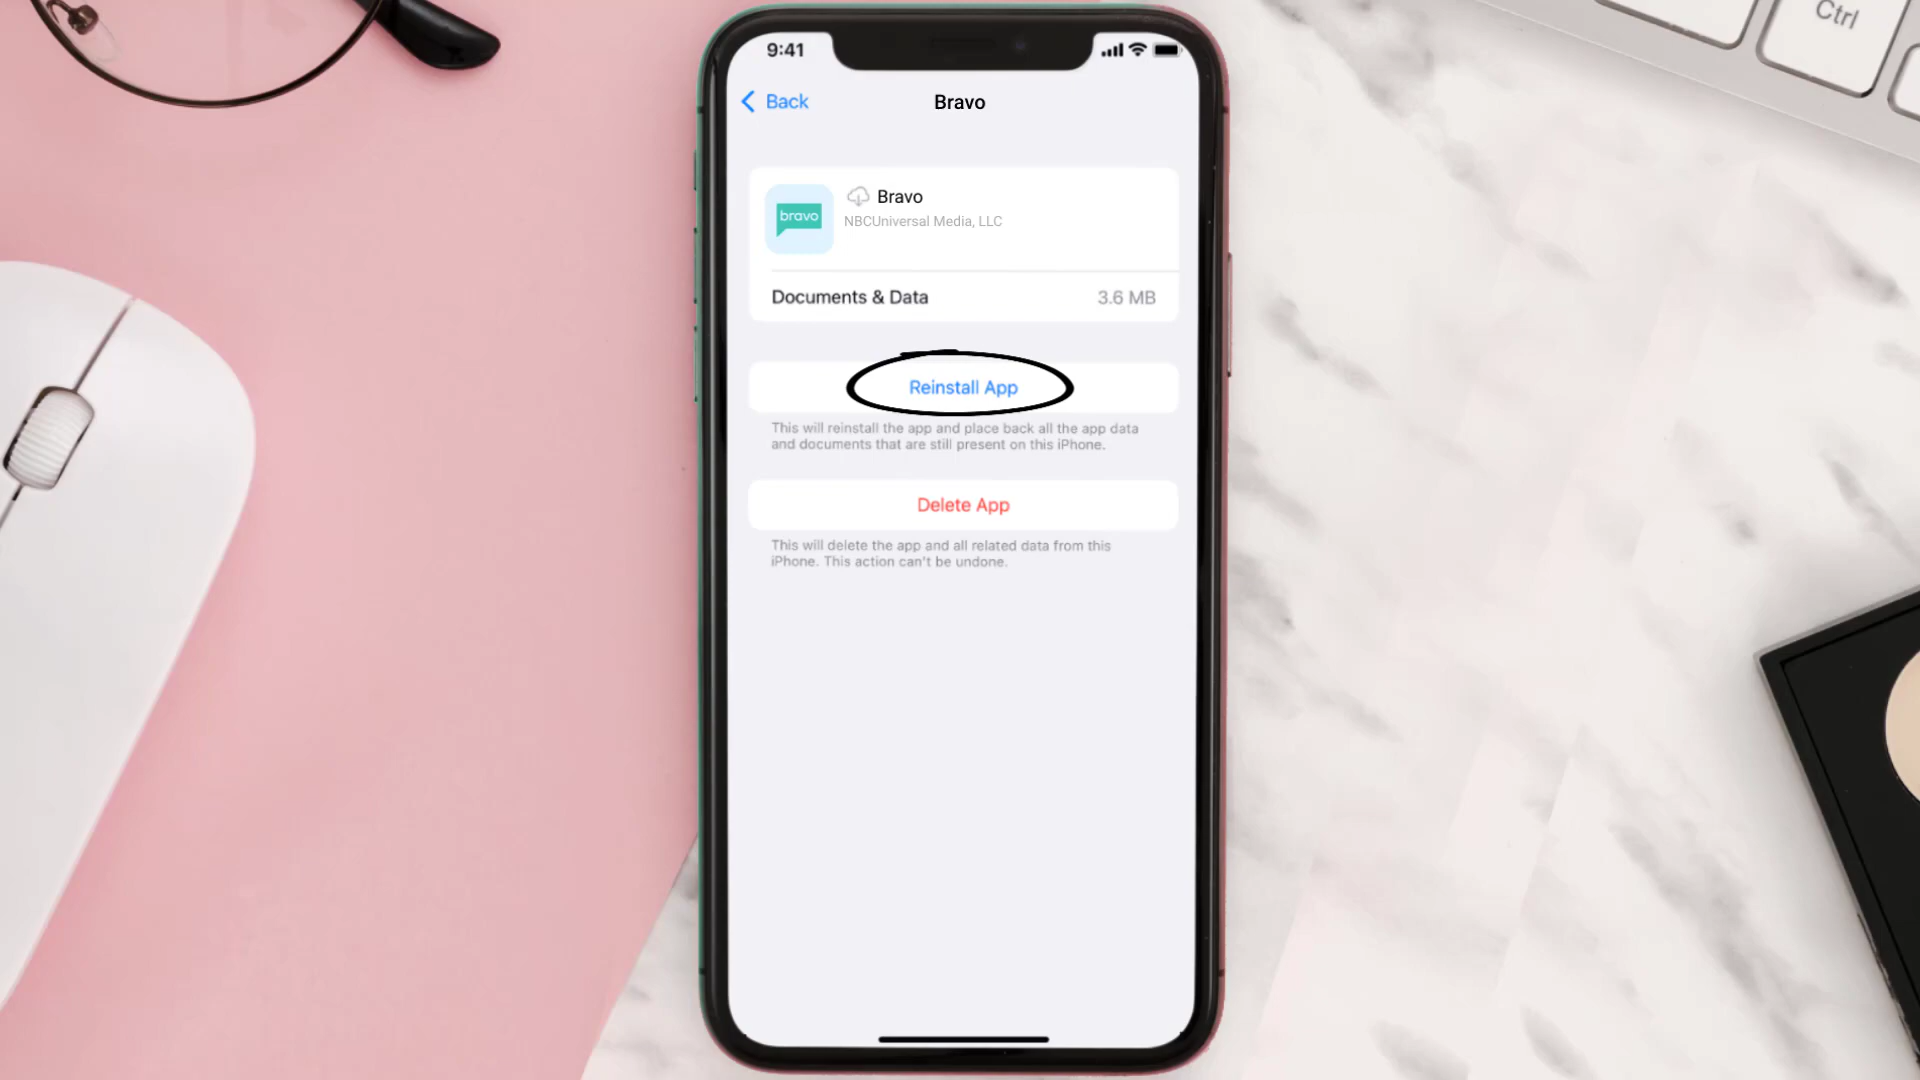 Ctrl
9:41
Back
Bravo
bravo
Bravo
NBCUniversal Media, LLC
Documents & Data
3.6 MB
Reinstall App
This will reinstall the app and place back all the app data
and documents that are still present on this iPhone.
Delete App
This will delete the app and all related data from this
iPhone. This action can't be undone.